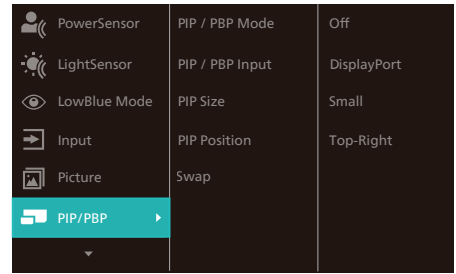 PowerSensor PIP / PBP Mode Off
LightSensor PIP / PBP Input DisplayPort
LowBlue Mode PIP Size Small
Input PIP Position Top-Right
Picture Swap
PIP/PBP